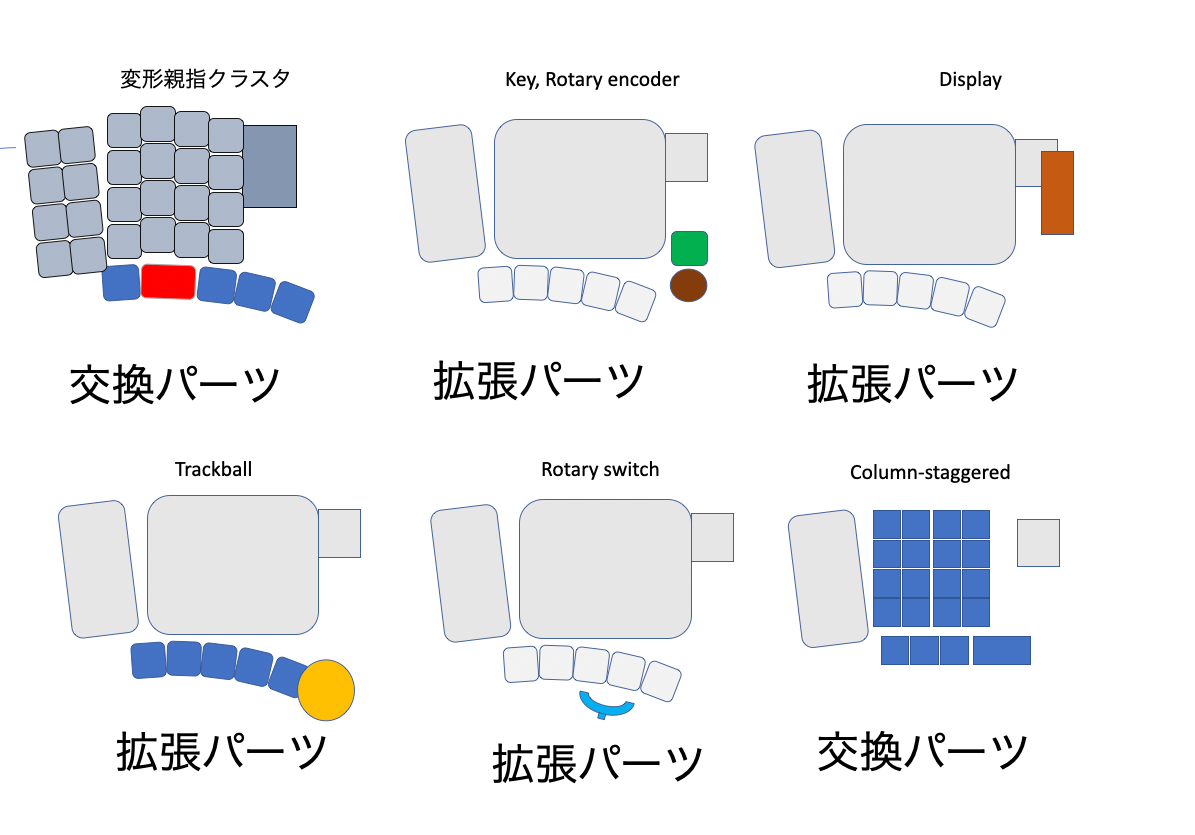 変形親指クラスタ
Key, Rotary encoder
Display
交換パーツ
拡張パーツ
拡張パーツ
Trackball
Rotary switch
Column-staggered
拡張パーツ
拡張パーツ
交換パーツ